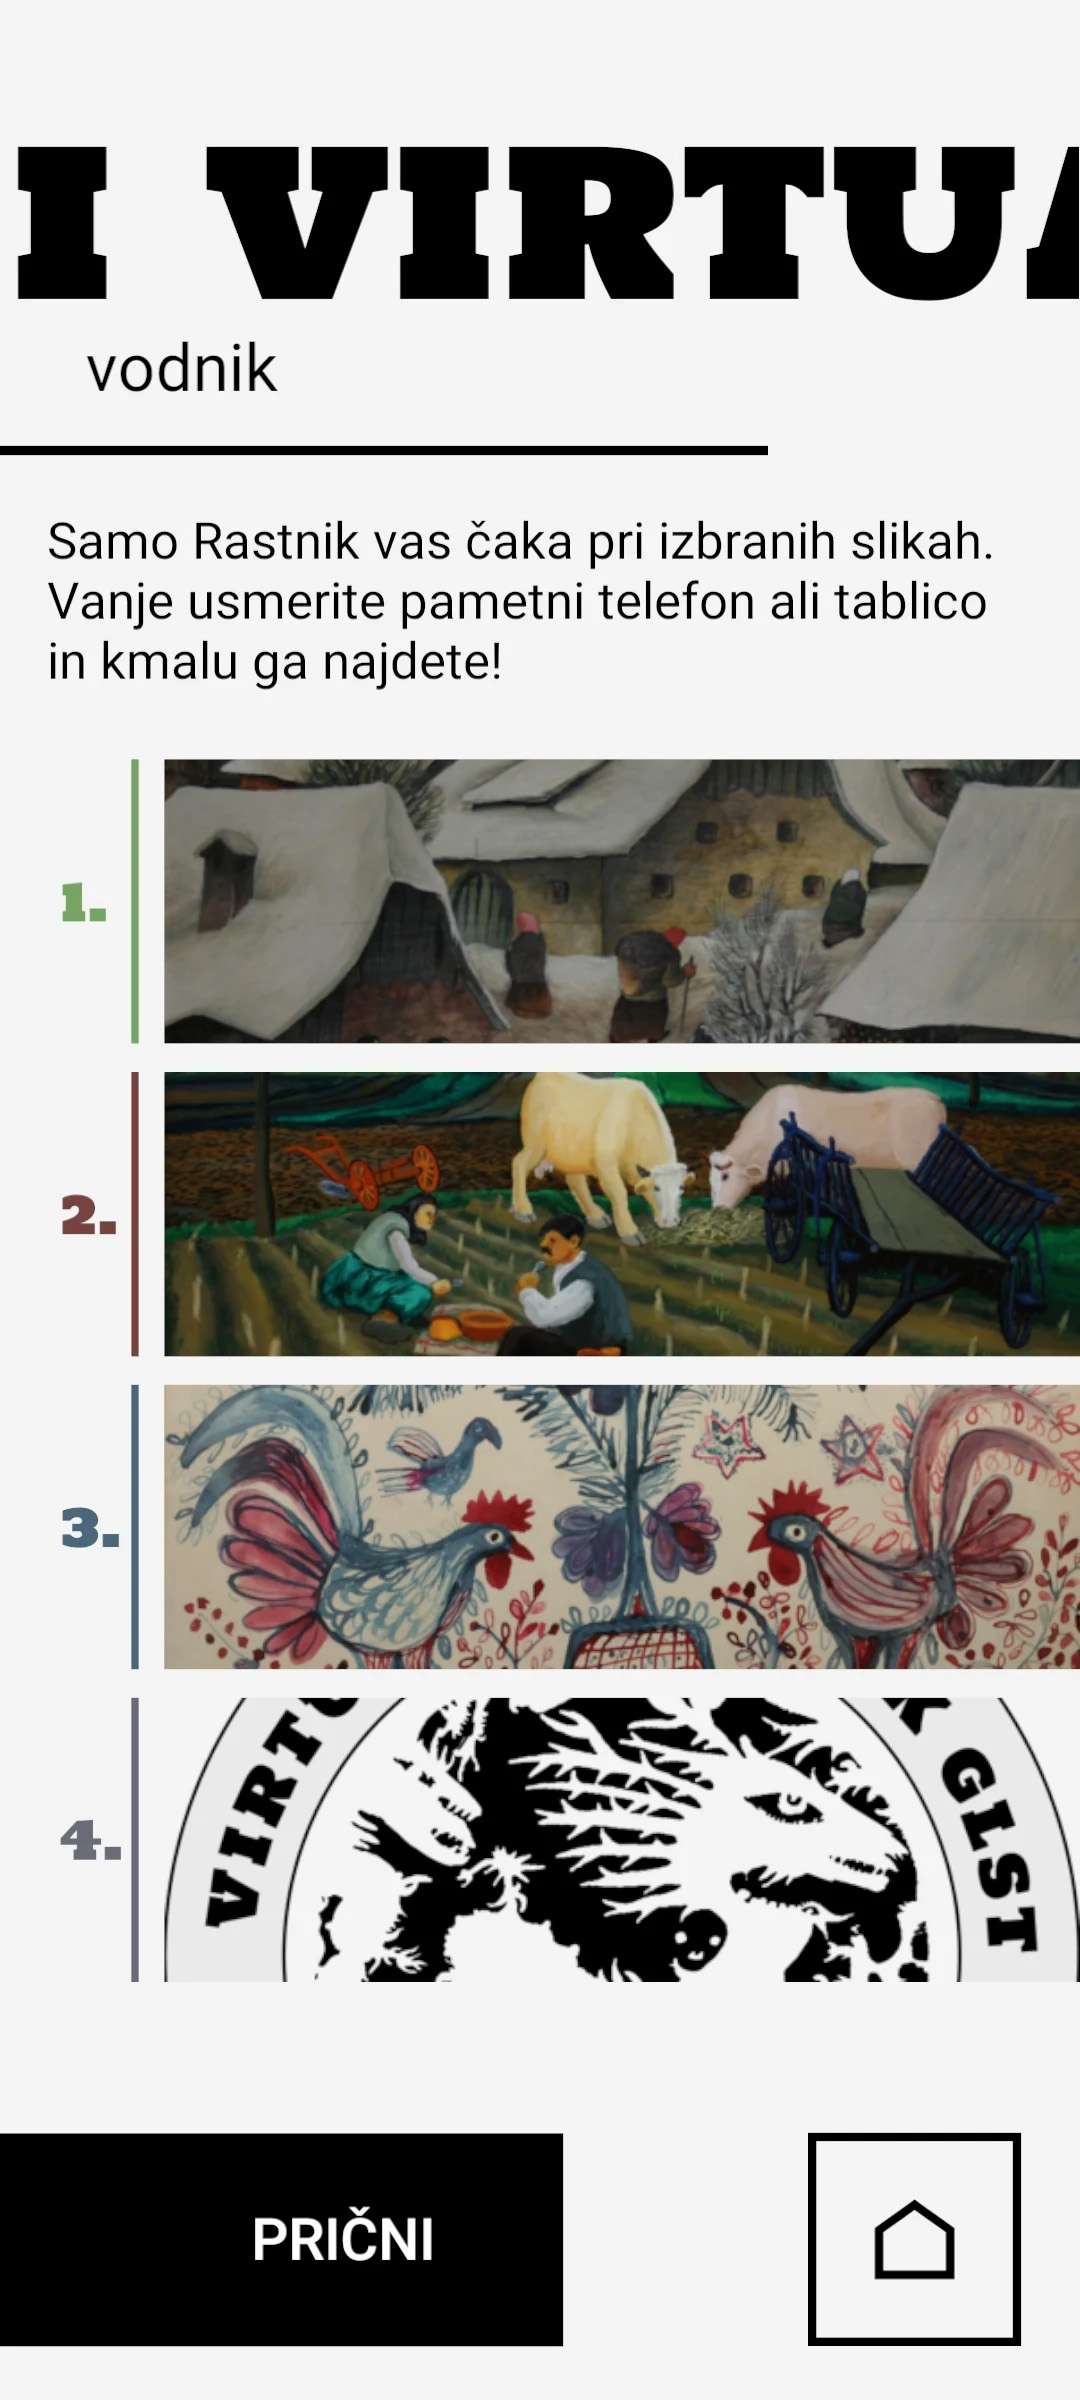 I VIRTUA
vodnik
Samo Rastnik vas čaka pri izbranih slikah.
Vanje usmerite pametni telefon ali tablico
in kmalu ga najdete!
1.
2.
3.
4.
VIRTU
K GLST
PRIČNI